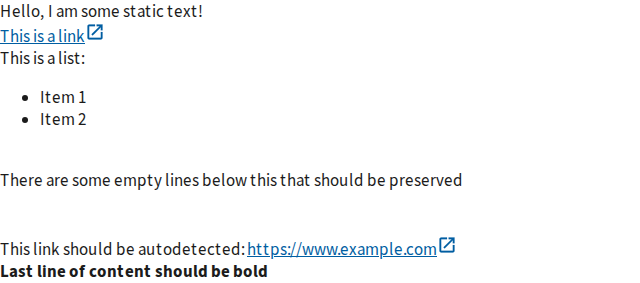 Hello, I am some static text!
This is a link
This is a list:
• Item 1
• Item 2
There are some empty lines below this that should be preserved
This link should be autodetected: https://www.example.com
Last line of content should be bold